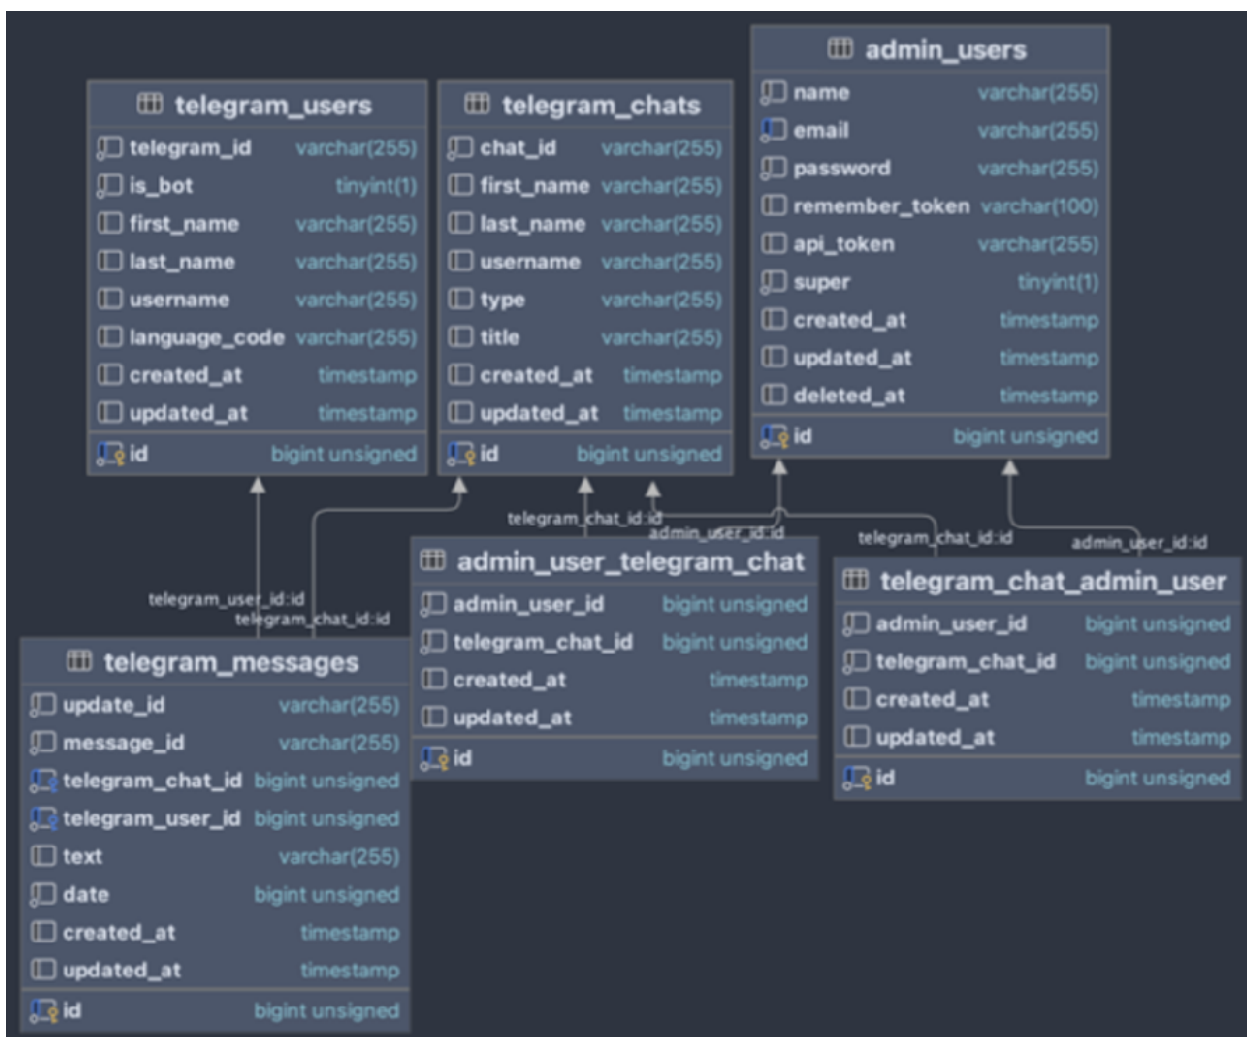 telegram_users
telegram_id varchar(255)
is_bot tinyint(1)
first_name varchar(255)
last_name varchar(255)
username varchar(255)
language_code varchar(255)
created_at timestamp
updated_at timestamp
id bigint unsigned
telegram_chats
chat_id varchar(255)
first_name varchar(255)
last_name varchar(255)
username varchar(255)
type varchar(255)
title varchar(255)
created_at timestamp
updated_at timestamp
id bigint unsigned
admin_users
name varchar(255)
email varchar(255)
password varchar(255)
remember_token varchar(100)
api_token varchar(255)
super tinyint(1)
created_at timestamp
updated_at timestamp
deleted_at timestamp
id bigint unsigned
telegram_user_id:id
telegram_chat_id:id
telegram_chat_id:id
admin_user_id:id
telegram_chat_id:id
admin_user_id:id
telegram_messages
update_id varchar(255)
message_id varchar(255)
telegram_chat_id bigint unsigned
telegram_user_id bigint unsigned
text varchar(255)
date bigint unsigned
created_at timestamp
updated_at timestamp
id bigint unsigned
admin_user_telegram_chat
admin_user_id bigint unsigned
telegram_chat_id bigint unsigned
created_at timestamp
updated_at timestamp
id bigint unsigned
telegram_chat_admin_user
admin_user_id bigint unsigned
telegram_chat_id bigint unsigned
created_at timestamp
updated_at timestamp
id bigint unsigned